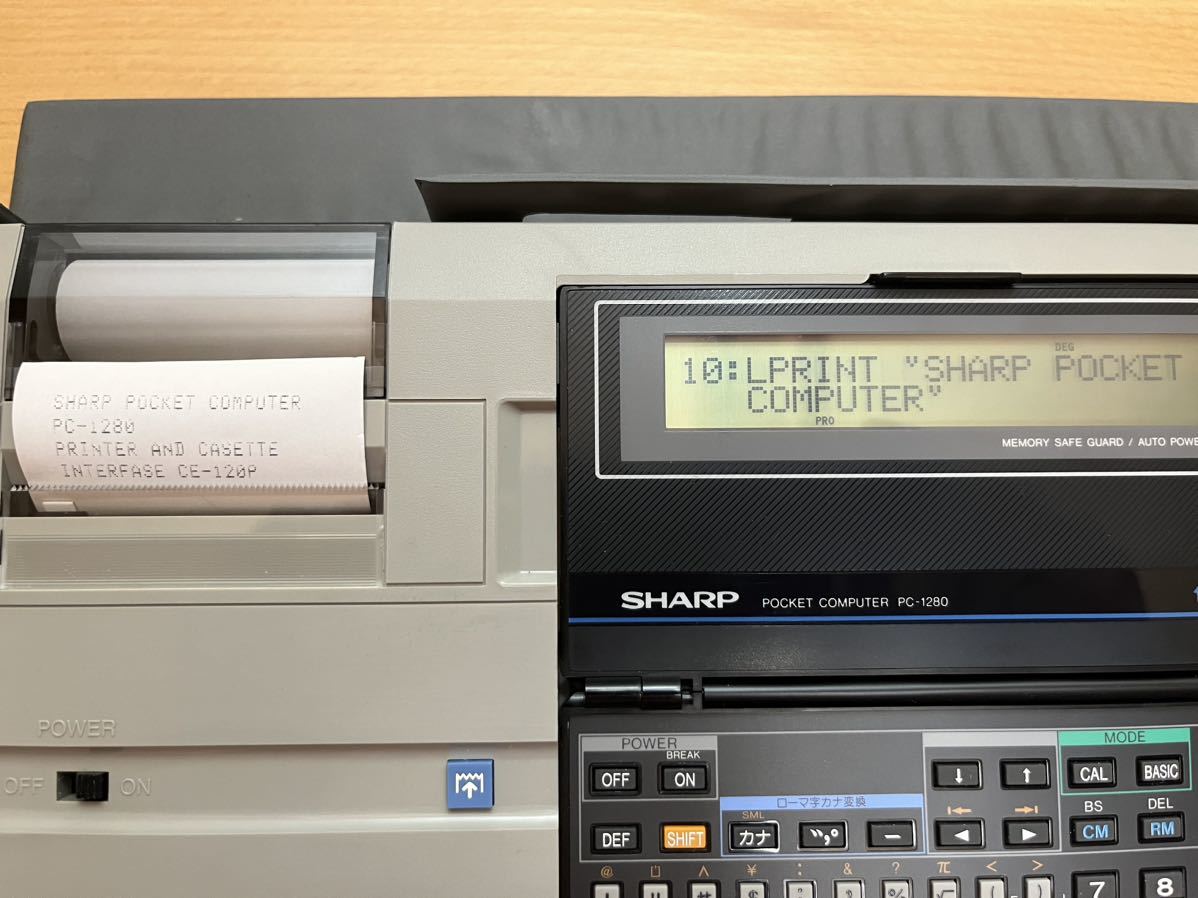 SHARP POCKET COMPUTER
PC-1280
PRINTER AND CASETTE
INTERFASE CE-120P
DEG
10:LPRINT "SHARP POCKET
COMPUTER"
PRO
MEMORY SAFE GUARD / AUTO POWE
SHARP POCKET COMPUTER PC-1280
POWER
OFF ON
POWER
BREAK
OFF ON
MODE
CAL BASIC
ローマ字カナ変換
BS DEL
SML
DEF SHIFT カナ
CM RM
@ ¥ : & ? π < >
7 8